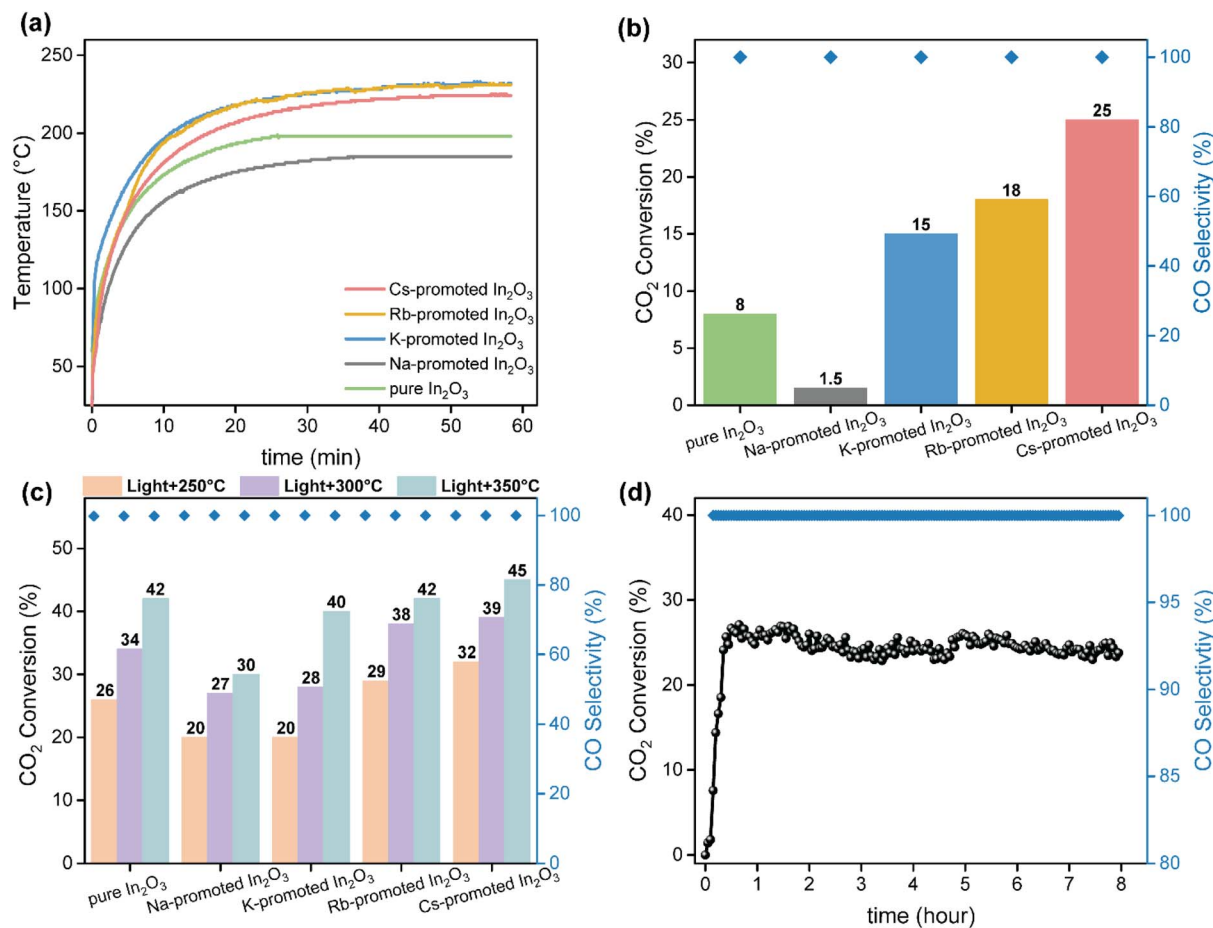 (a)
250
200
150
100
50
Temperature (°C)
0
10
20
30
40
50
60
time (min)
Cs-promoted In₂O₃
Rb-promoted In₂O₃
K-promoted In₂O₃
Na-promoted In₂O₃
pure In₂O₃
(b)
30
25
20
15
10
5
0
CO₂ Conversion (%)
8
1.5
15
18
25
100
80
60
40
20
0
CO Selectivity (%)
pure In₂O₃
Na-promoted In₂O₃
K-promoted In₂O₃
Rb-promoted In₂O₃
Cs-promoted In₂O₃
(c)
Light+250°C
Light+300°C
Light+350°C
50
40
30
20
10
0
CO₂ Conversion (%)
26
34
42
20
27
30
20
28
40
29
38
42
32
39
45
100
80
60
40
20
0
CO Selectivity (%)
pure In₂O₃
Na-promoted In₂O₃
K-promoted In₂O₃
Rb-promoted In₂O₃
Cs-promoted In₂O₃
(d)
40
30
20
10
0
CO₂ Conversion (%)
100
95
90
85
80
CO Selectivtiy (%)
0
1
2
3
4
5
6
7
8
time (hour)